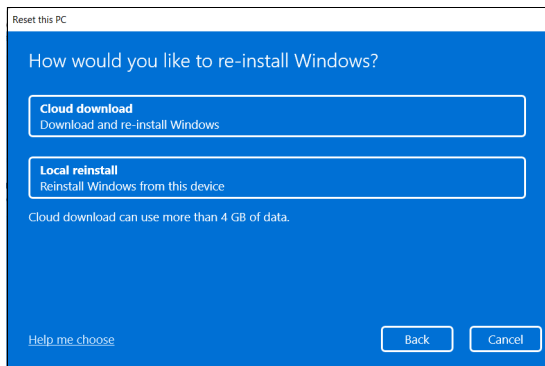 Reset this PC
How would you like to re-install Windows?
Cloud download
Download and re-install Windows
Local reinstall
Reinstall Windows from this device
Cloud download can use more than 4 GB of data.
Help me choose
Back
Cancel